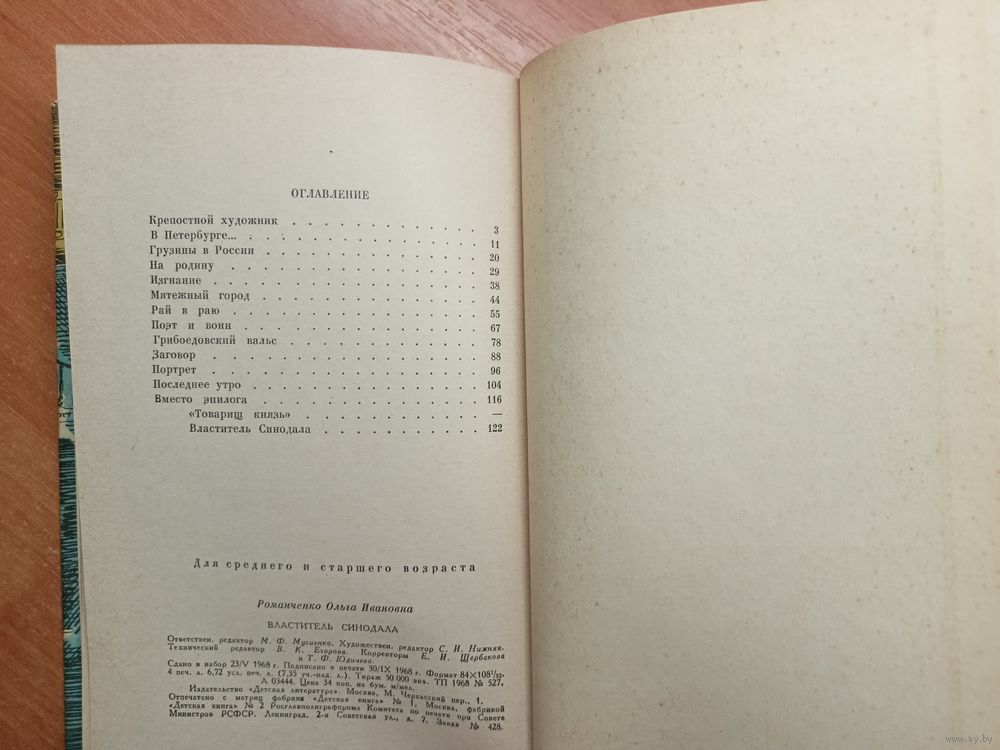 ОГЛАВЛЕНИЕ
Крепостной художник . . . . . . . . . . . 3
В Петербурге... . . . . . . . . . . . . 11
Грузины в России . . . . . . . . . . . . 20
На родину . . . . . . . . . . . . . . 29
Изгнание . . . . . . . . . . . . . . . 38
Мятежный город . . . . . . . . . . . . 44
Рай в раю . . . . . . . . . . . . . . 55
Поэт и воин . . . . . . . . . . . . . 67
Грибоедовский вальс . . . . . . . . . . . 78
Заговор . . . . . . . . . . . . . . . 88
Портрет . . . . . . . . . . . . . . . 96
Последнее утро . . . . . . . . . . . . . 104
Вместо эпилога . . . . . . . . . . . . 116
«Товарищ князь» . . . . . . . . . . —
Властитель Синодала . . . . . . . . . 122
Для среднего и старшего возраста
Романченко Ольга Ивановна
ВЛАСТИТЕЛЬ СИНОДАЛА
Ответствен. редактор М. Ф. Мусиенко. Художествен. редактор С. И. Нижняя.
Технический редактор В. К. Егорова. Корректоры Е. И. Щербакова
и Т. Ф. Юдичева.
Сдано в набор 23/V 1968 г. Подписано к печати 30/IX 1968 г. Формат 84×108¹/₃₂.
4 печ. л. 6,72 усл. печ. л. (7,35 уч.-изд. л.). Тираж 50 000 экз. ТП 1968 № 527.
А 03444. Цена 34 коп. на бум. м/мел.
Издательство «Детская литература». Москва, М. Черкасский пер., 1.
Отпечатано с матриц фабрики «Детская книга» № 1, Москва, фабрикой
«Детская книга» № 2 Росглавполиграфпрома Комитета по печати при Совете
Министров РСФСР. Ленинград, 2-я Советская ул., д. 7. Заказ № 428.
www.ay.by